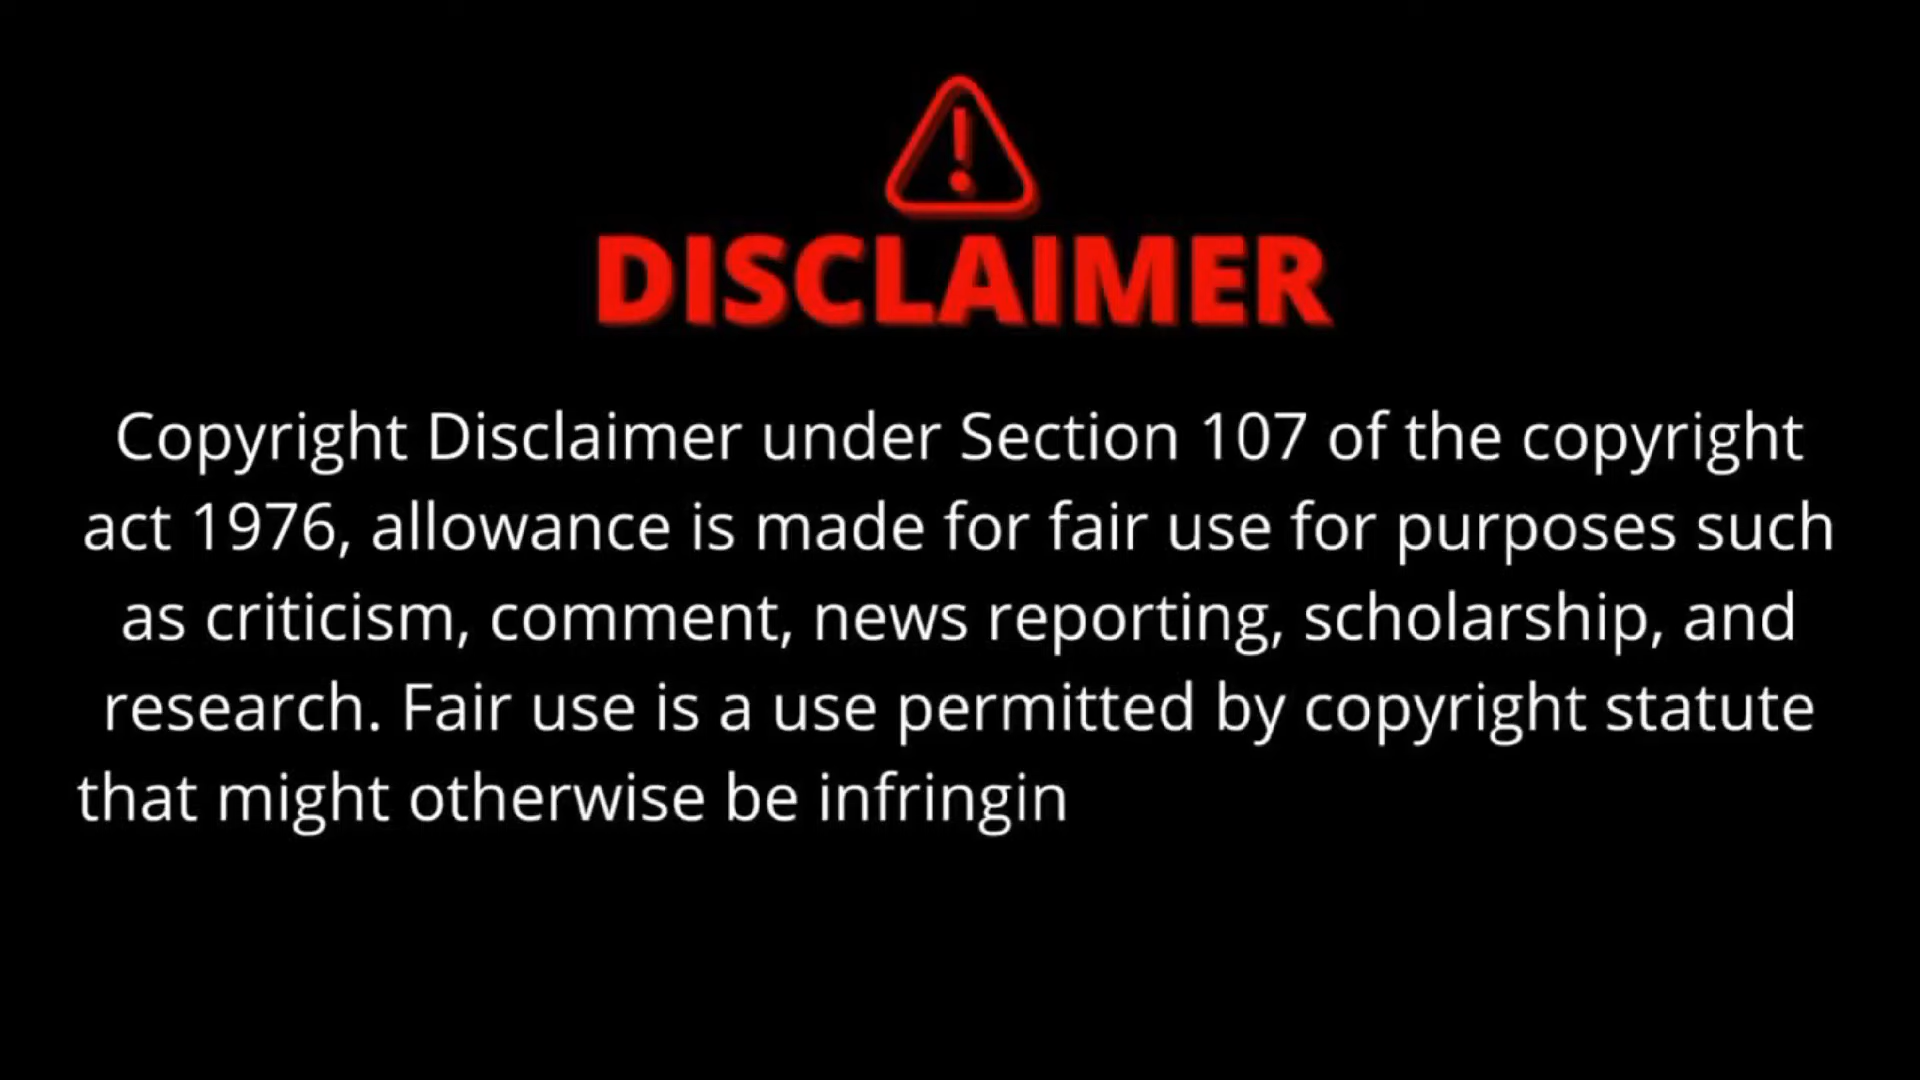 DISCLAIMER
Copyright Disclaimer under Section 107 of the copyright
act 1976, allowance is made for fair use for purposes such
as criticism, comment, news reporting, scholarship, and
research. Fair use is a use permitted by copyright statute
that might otherwise be infringin